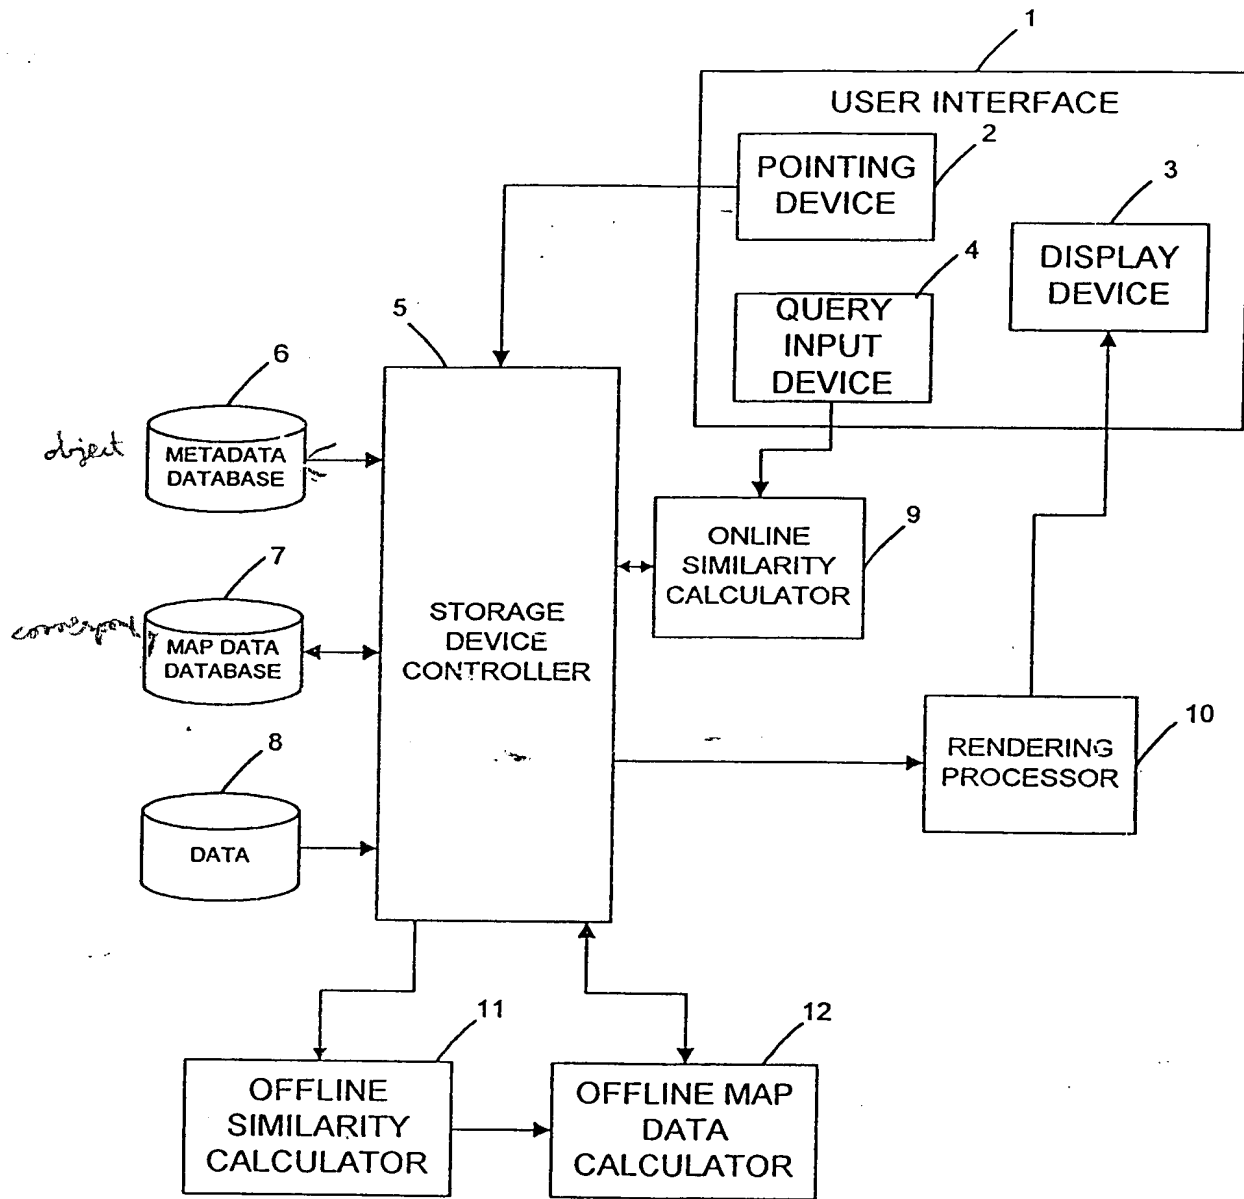 1
USER INTERFACE
2
POINTING
DEVICE
3
DISPLAY
DEVICE
4
QUERY
INPUT
DEVICE
5
STORAGE
DEVICE
CONTROLLER
6
object
METADATA
DATABASE
7
MAP DATA
DATABASE
8
DATA
9
ONLINE
SIMILARITY
CALCULATOR
10
RENDERING
PROCESSOR
11
OFFLINE
SIMILARITY
CALCULATOR
12
OFFLINE MAP
DATA
CALCULATOR